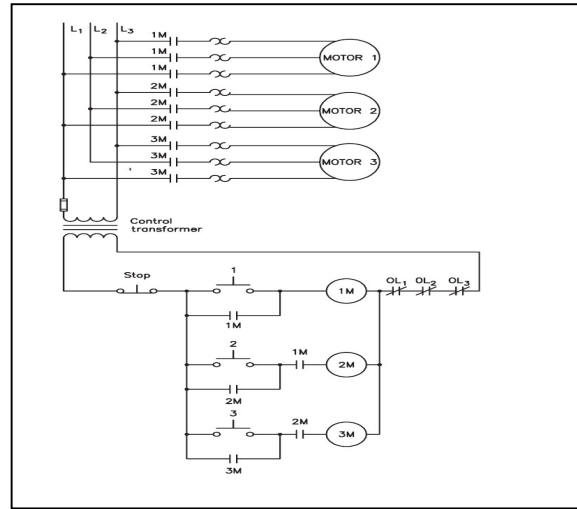 L1 L2 L3
1M
1M MOTOR 1
1M
2M
2M MOTOR 2
2M
3M
3M MOTOR 3
3M
Control
transformer
Stop 1 1M OL1 OL2 OL3
1M
2 1M 2M
2M
3 2M 3M
3M